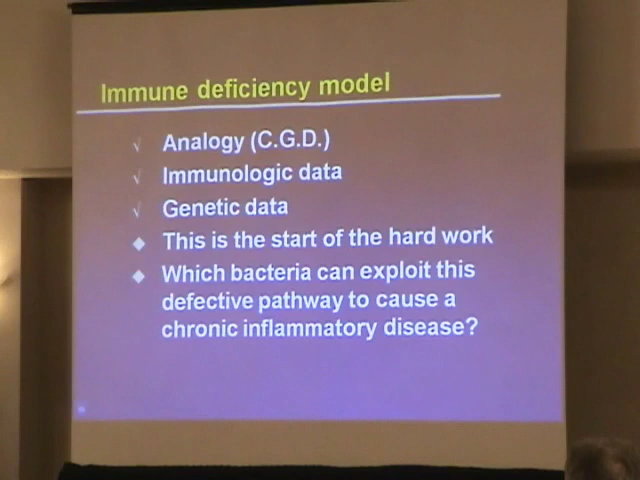 Immune deficiency model
√ Analogy (C.G.D.)
√ Immunologic data
√ Genetic data
◆ This is the start of the hard work
◆ Which bacteria can exploit this
defective pathway to cause a
chronic inflammatory disease?